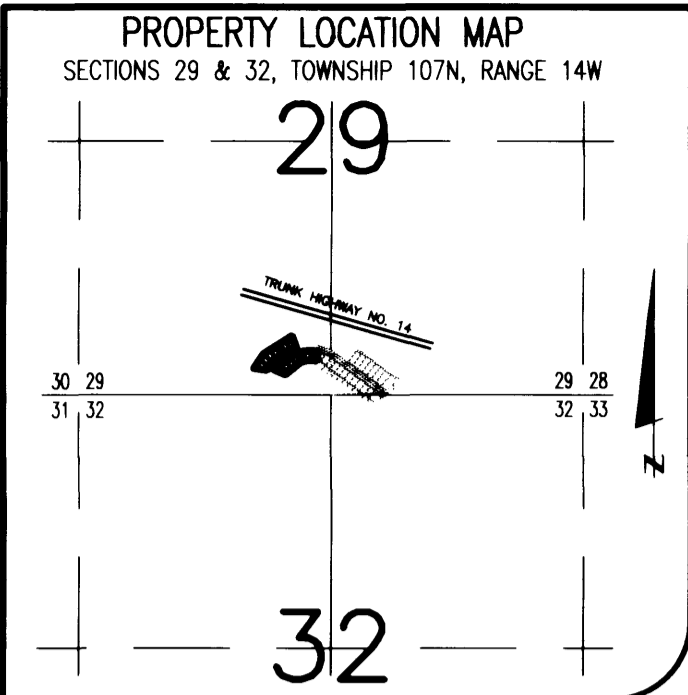 PROPERTY LOCATION MAP
SECTIONS 29 & 32, TOWNSHIP 107N, RANGE 14W
29
TRUNK HIGHWAY NO. 14
30 29
29 28
31 32
32 33
N
32